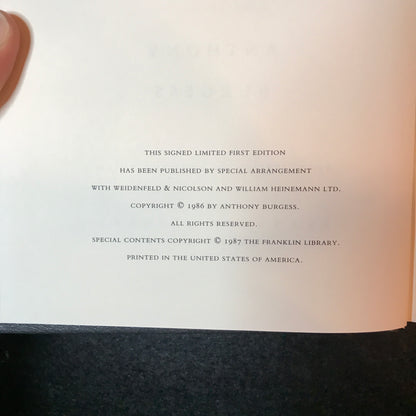 THIS SIGNED LIMITED FIRST EDITION
HAS BEEN PUBLISHED BY SPECIAL ARRANGEMENT
WITH WEIDENFELD & NICOLSON AND WILLIAM HEINEMANN LTD.
COPYRIGHT © 1986 BY ANTHONY BURGESS.
ALL RIGHTS RESERVED.
SPECIAL CONTENTS COPYRIGHT © 1987 THE FRANKLIN LIBRARY.
PRINTED IN THE UNITED STATES OF AMERICA.